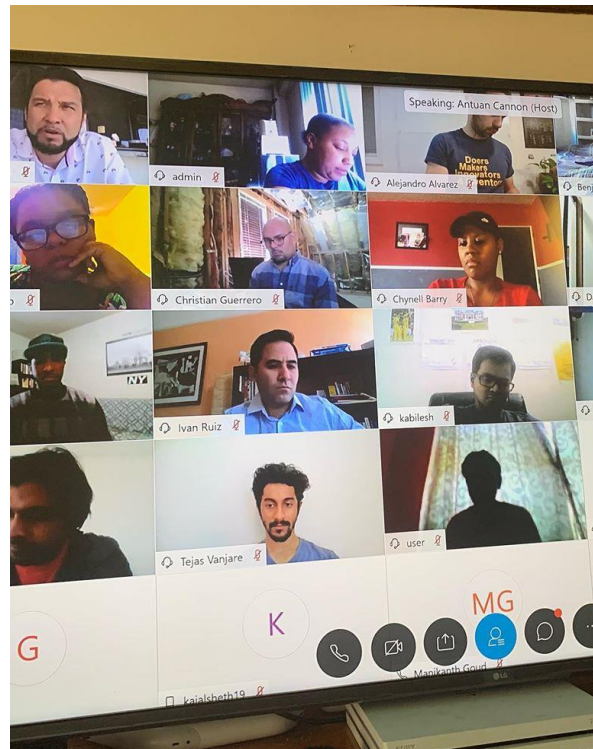 Speaking: Antuan Cannon (Host)
admin
Doers
Makers
Innovators
Alejandro Alvarez
Benj
Christian Guerrero
Chynell Barry
D
NY
Ivan Ruiz
kabilesh
Tejas Vanjare
user
G
K
MG
kajalsheth19
Manikanth Goud
LG